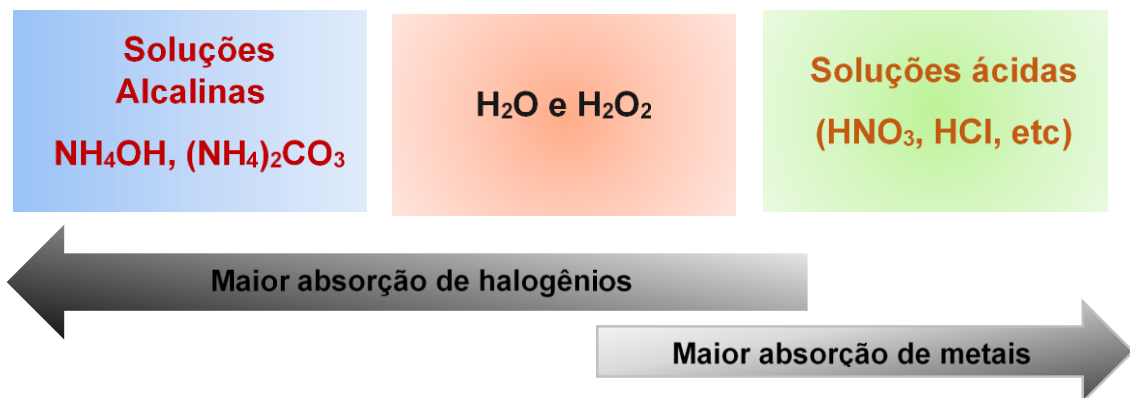 Soluções
Alcalinas
NH₄OH, (NH₄)₂CO₃
H₂O e H₂O₂
Soluções ácidas
(HNO₃, HCl, etc)
Maior absorção de halogênios
Maior absorção de metais